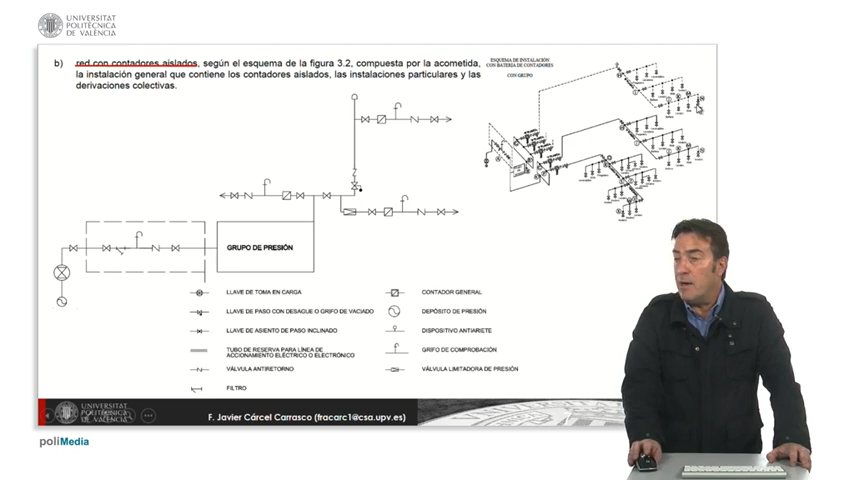 UNIVERSITAT
POLITÈCNICA
DE VALÈNCIA
b) red con contadores aislados, según el esquema de la figura 3.2, compuesta por la acometida,
la instalación general que contiene los contadores aislados, las instalaciones particulares y las
derivaciones colectivas.
ESQUEMA DE INSTALACIÓN
CON BATERIA DE CONTADORES
CON GRUPO
GRUPO DE PRESIÓN
LLAVE DE TOMA EN CARGA
LLAVE DE PASO CON DESAGUE O GRIFO DE VACIADO
LLAVE DE ASIENTO DE PASO INCLINADO
TUBO DE RESERVA PARA LÍNEA DE
ACCIONAMIENTO ELÉCTRICO O ELECTRÓNICO
VÁLVULA ANTIRETORNO
FILTRO
CONTADOR GENERAL
DEPÓSITO DE PRESIÓN
DISPOSITIVO ANTIARIETE
GRIFO DE COMPROBACIÓN
VÁLVULA LIMITADORA DE PRESIÓN
UNIVERSITAT
POLITÈCNICA
DE VALÈNCIA
F. Javier Cárcel Carrasco (fracarc1@csa.upv.es)
poliMedia